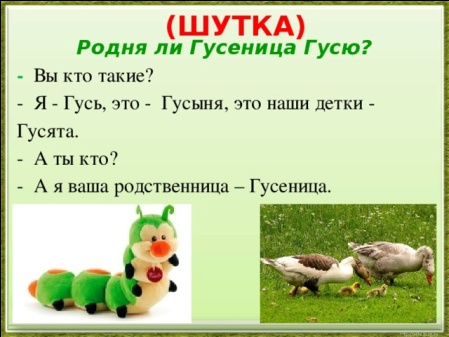 (ШУТКА)
Родня ли Гусеница Гусю?
- Вы кто такие?
- Я - Гусь, это - Гусыня, это наши детки -
Гусята.
- А ты кто?
- А я ваша родственница – Гусеница.